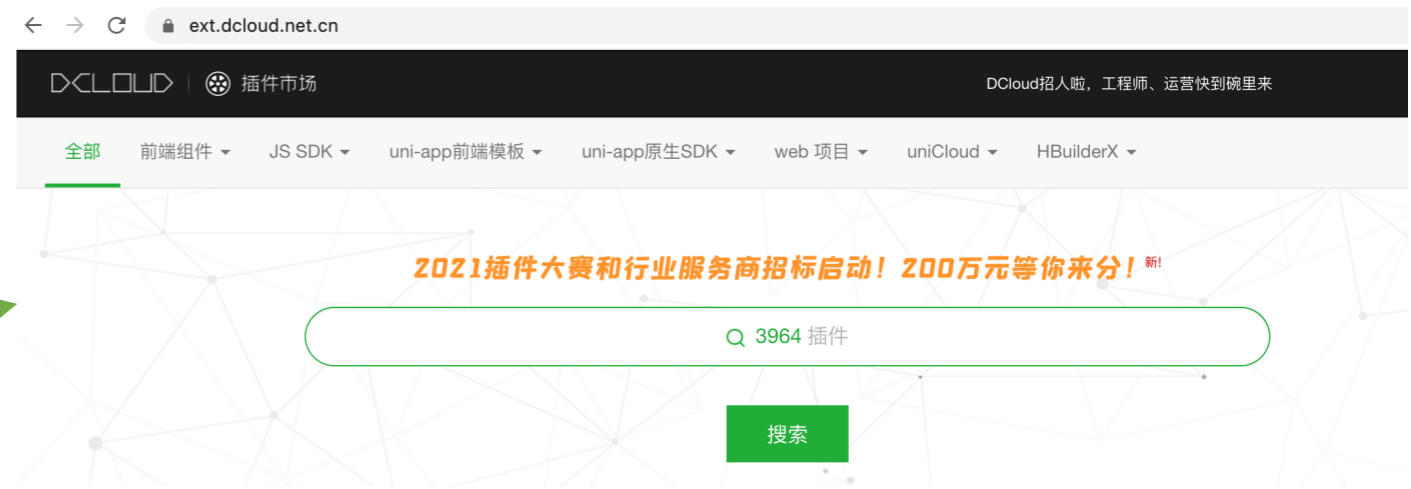 ext.dcloud.net.cn
DCLOUD 插件市场 DCloud招人啦，工程师、运营快到碗里来
全部 前端组件 JS SDK uni-app前端模板 uni-app原生SDK web 项目 uniCloud HBuilderX
2021插件大赛和行业服务商招标启动！200万元等你来分！新!
3964 插件
搜索